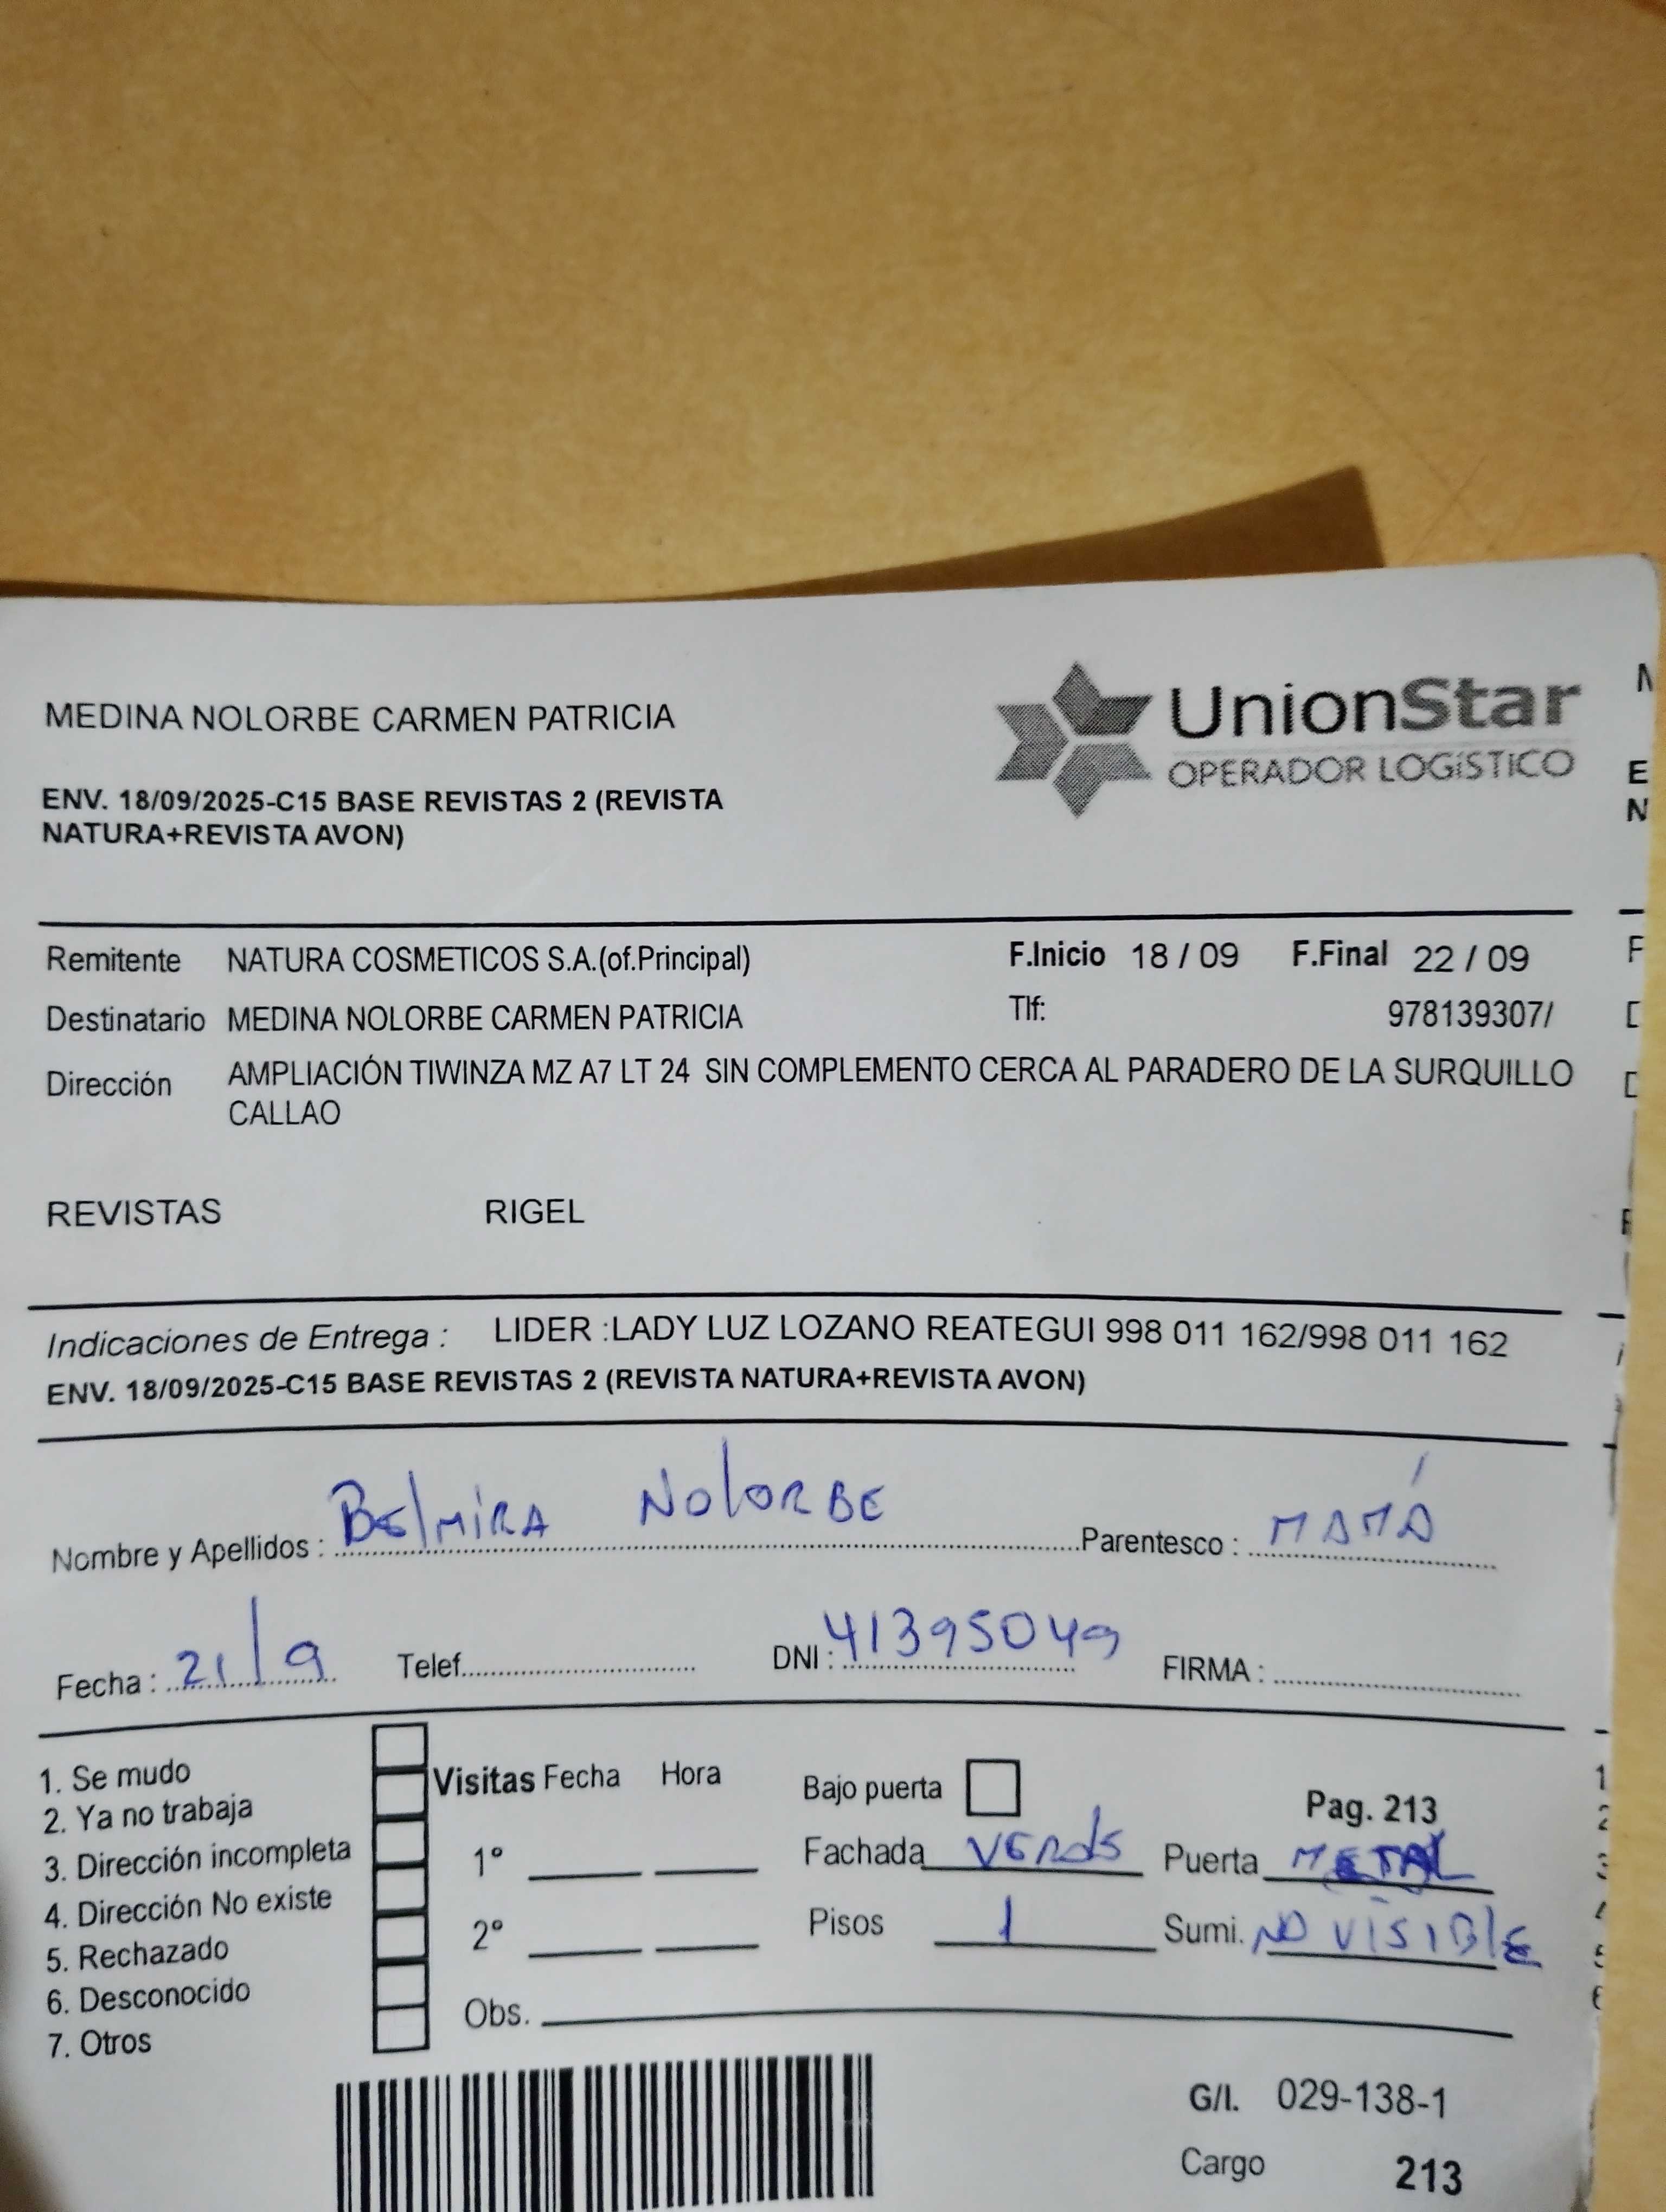 MEDINA NOLORBE CARMEN PATRICIA
UnionStar
OPERADOR LOGíSTiCO
ENV. 18/09/2025-C15 BASE REVISTAS 2 (REVISTA
NATURA+REVISTA AVON)
Remitente NATURA COSMETICOS S.A.(of.Principal) F.Inicio 18 / 09 F.Final 22 / 09
Destinatario MEDINA NOLORBE CARMEN PATRICIA Tlf: 978139307/
Dirección AMPLIACIÓN TIWINZA MZ A7 LT 24 SIN COMPLEMENTO CERCA AL PARADERO DE LA SURQUILLO
CALLAO
REVISTAS RIGEL
Indicaciones de Entrega : LIDER :LADY LUZ LOZANO REATEGUI 998 011 162/998 011 162
ENV. 18/09/2025-C15 BASE REVISTAS 2 (REVISTA NATURA+REVISTA AVON)
Nombre y Apellidos : BElMiRA NOlORBE Parentesco : MAMÁ
Fecha : 21/9 Telef. DNI : 41395049 FIRMA :
1. Se mudo
2. Ya no trabaja
3. Dirección incompleta
4. Dirección No existe
5. Rechazado
6. Desconocido
7. Otros
Visitas Fecha Hora
1°
2°
Obs.
Bajo puerta Pag. 213
Fachada VERdE Puerta METAL
Pisos 1 Sumi. NO VISIBlE
G/I. 029-138-1
Cargo 213